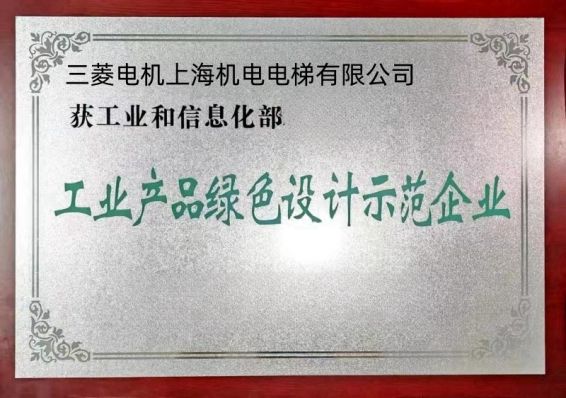 三菱电机上海机电电梯有限公司
获工业和信息化部
工业产品绿色设计示范企业